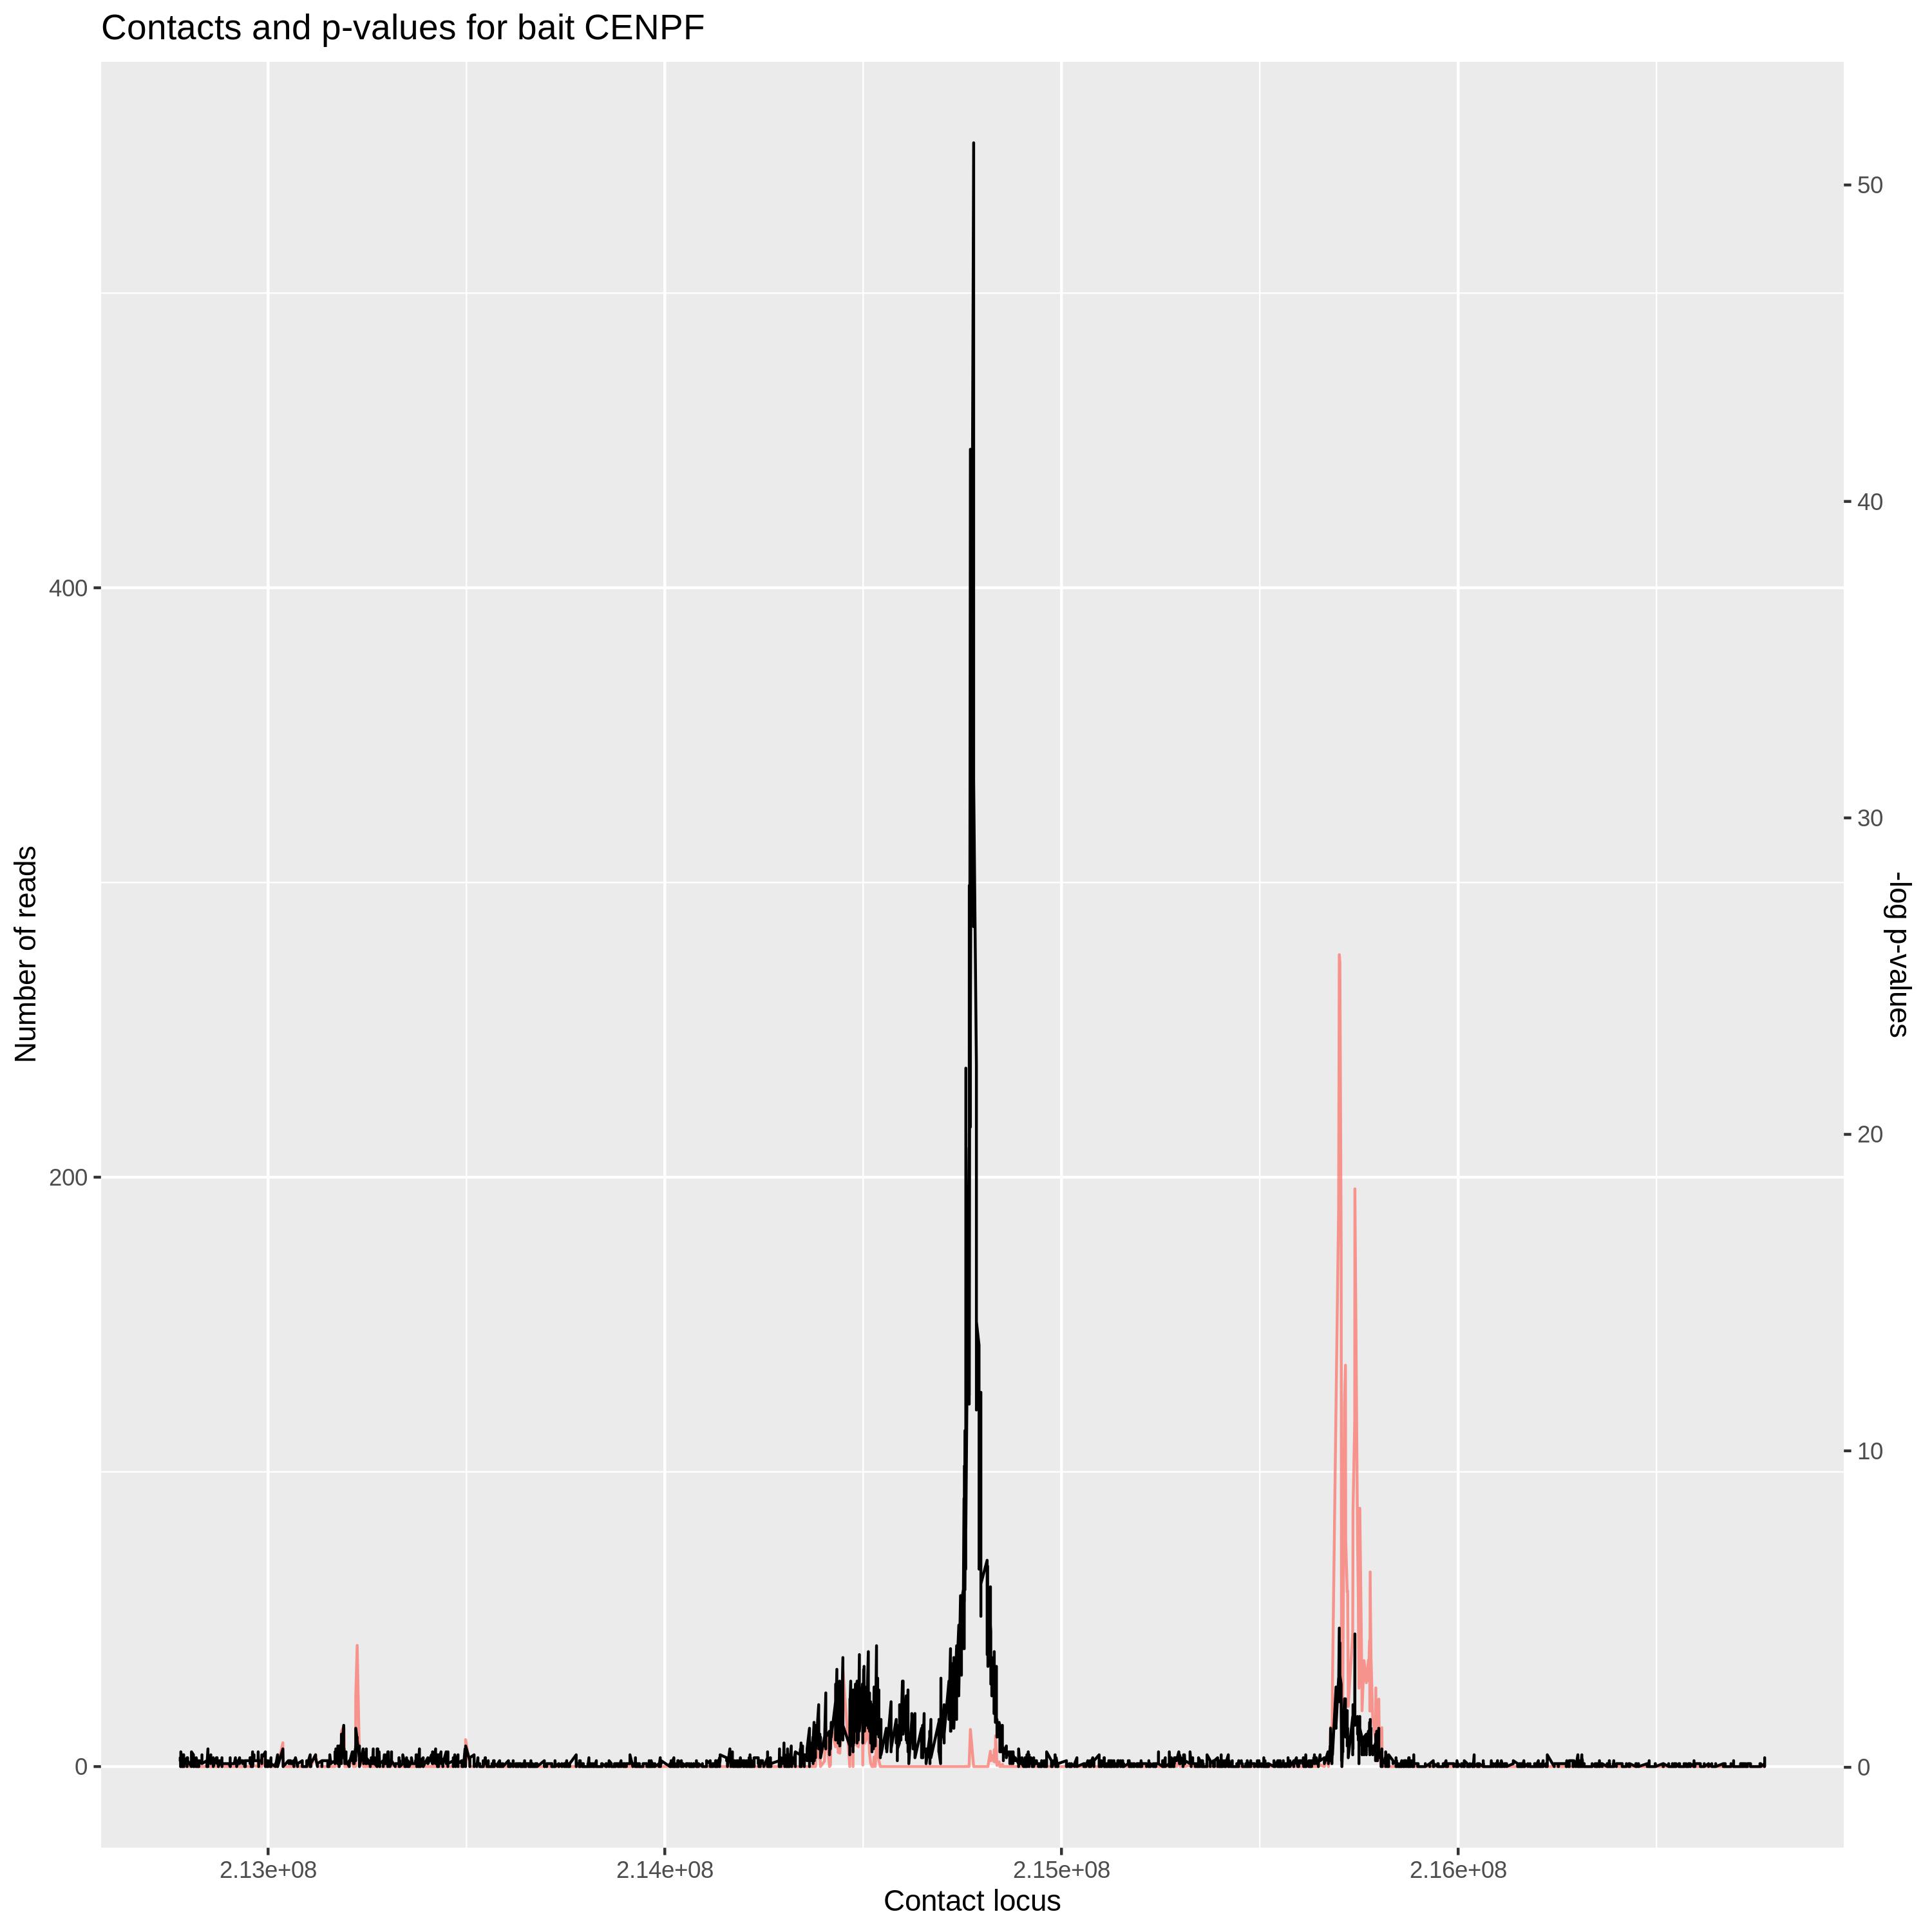 Contacts and p-values for bait CENPF
Number of reads
400
200
0
50
40
30
20
10
0
-log p-values
2.13e+08
2.14e+08
2.15e+08
2.16e+08
Contact locus